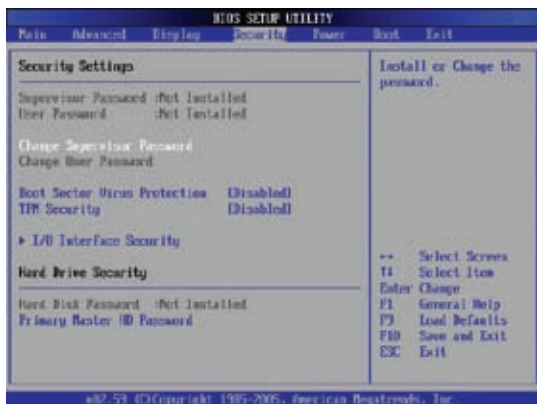 BIOS SETUP UTILITY
Main Advanced Display Security Power Boot Exit
Security Settings
Supervisor Password :Not Installed
User Password :Not Installed
Change Supervisor Password
Change User Password
Boot Sector Virus Protection [Disabled]
TPM Security [Disabled]
▶ I/O Interface Security
Hard Drive Security
Hard Disk Password :Not Installed
Primary Master HD Password
Install or Change the
password.
↔ Select Screen
↑↓ Select Item
Enter Change
F1 General Help
F9 Load Defaults
F10 Save and Exit
ESC Exit
v02.59 (C)Copyright 1985-2005, American Megatrends, Inc.